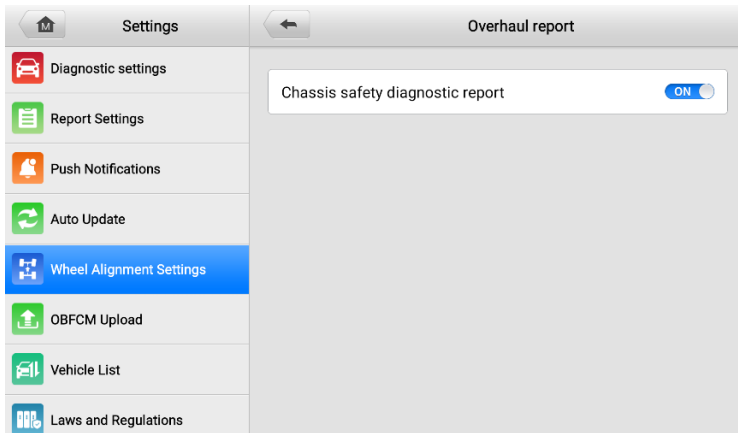 Settings
Overhaul report
Diagnostic settings
Report Settings
Push Notifications
Auto Update
Wheel Alignment Settings
OBFCM Upload
Vehicle List
Laws and Regulations
Chassis safety diagnostic report
ON